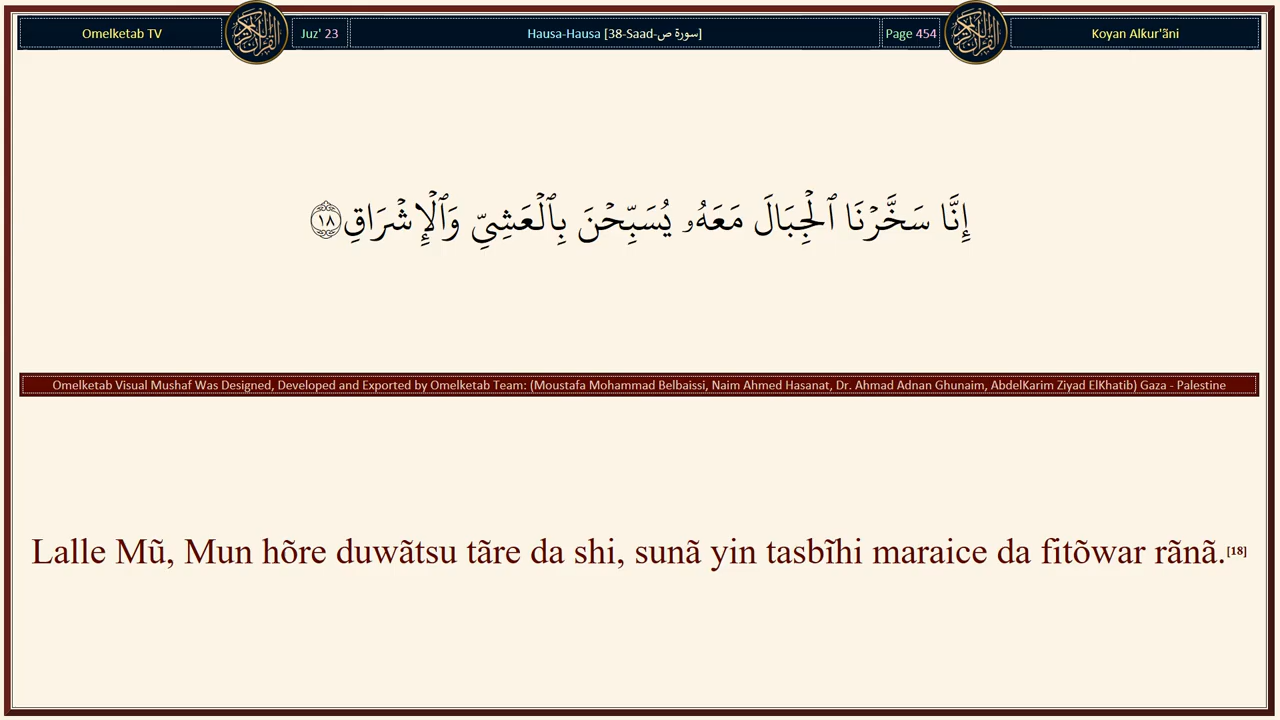 Omelketab TV
Juz' 23
Hausa-Hausa [38-Saad-سورة ص]
Page 454
Koyan Alƙur'ãni
إِنَّا سَخَّرۡنَا ٱلۡجِبَالَ مَعَهُۥ يُسَبِّحۡنَ بِٱلۡعَشِيِّ وَٱلۡإِشۡرَاقِ ١٨
Omelketab Visual Mushaf Was Designed, Developed and Exported by Omelketab Team: (Moustafa Mohammad Belbaissi, Naim Ahmed Hasanat, Dr. Ahmad Adnan Ghunaim, AbdelKarim Ziyad ElKhatib) Gaza - Palestine
Lalle Mũ, Mun hõre duwãtsu tãre da shi, sunã yin tasbĩhi maraice da fitõwar rãnã.[18]